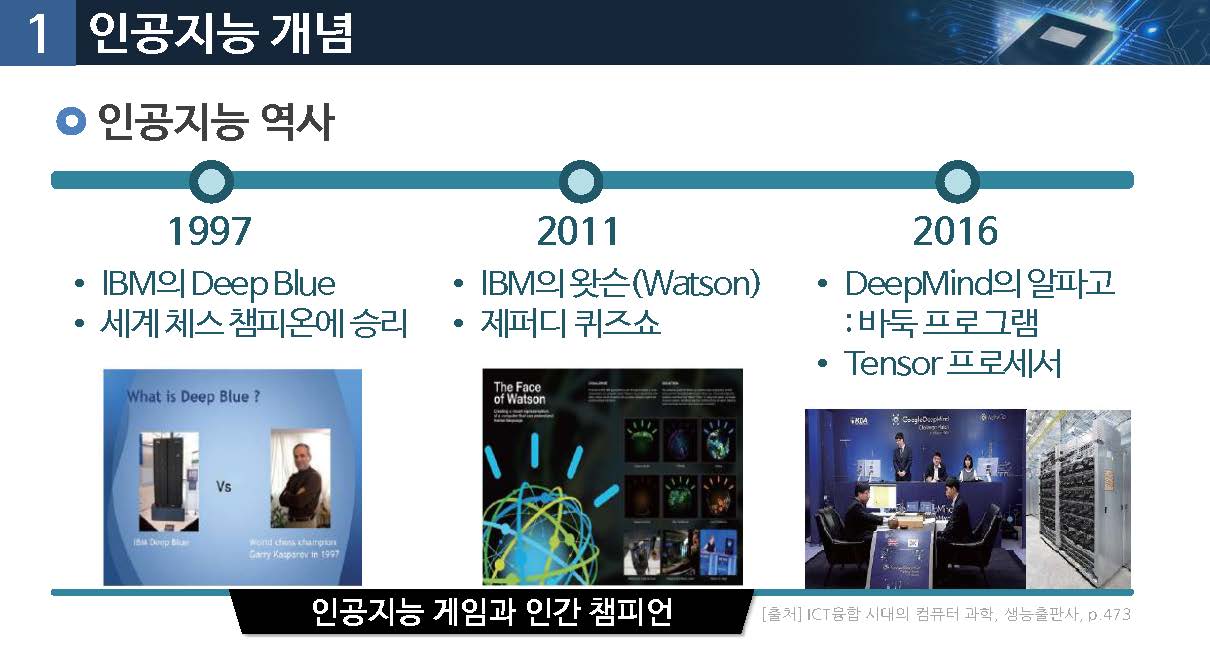 1 인공지능 개념
인공지능 역사
1997
• IBM의 Deep Blue
• 세계 체스 챔피온에 승리
What is Deep Blue ?
Vs
IBM Deep Blue
World chess champion
Garry Kasparov in 1997
2011
• IBM의 왓슨(Watson)
• 제퍼디 퀴즈쇼
The Face
of Watson
2016
• DeepMind의 알파고
: 바둑 프로그램
• Tensor 프로세서
GoogleDeepMind
인공지능 게임과 인간 챔피언
[출처] ICT융합 시대의 컴퓨터 과학, 생능출판사, p.473